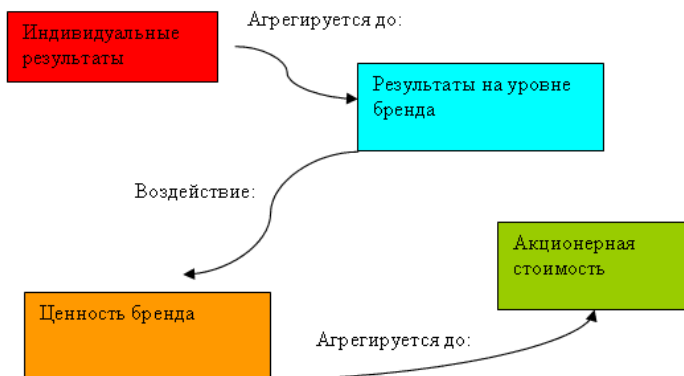 Агрегируется до:
Индивидуальные
результаты
Результаты на уровне
бренда
Воздействие:
Акционерная
стоимость
Ценность бренда
Агрегируется до: